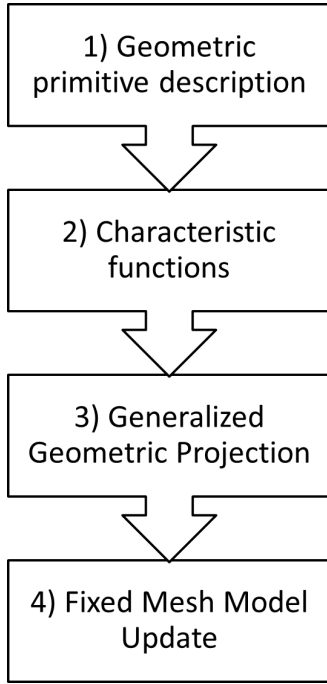 1) Geometric
primitive description
2) Characteristic
functions
3) Generalized
Geometric Projection
4) Fixed Mesh Model
Update